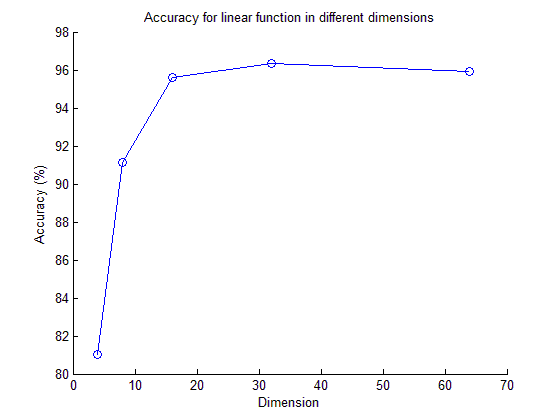 Accuracy for linear function in different dimensions
98
96
94
92
90
88
86
84
82
80
Accuracy (%)
0 10 20 30 40 50 60 70
Dimension